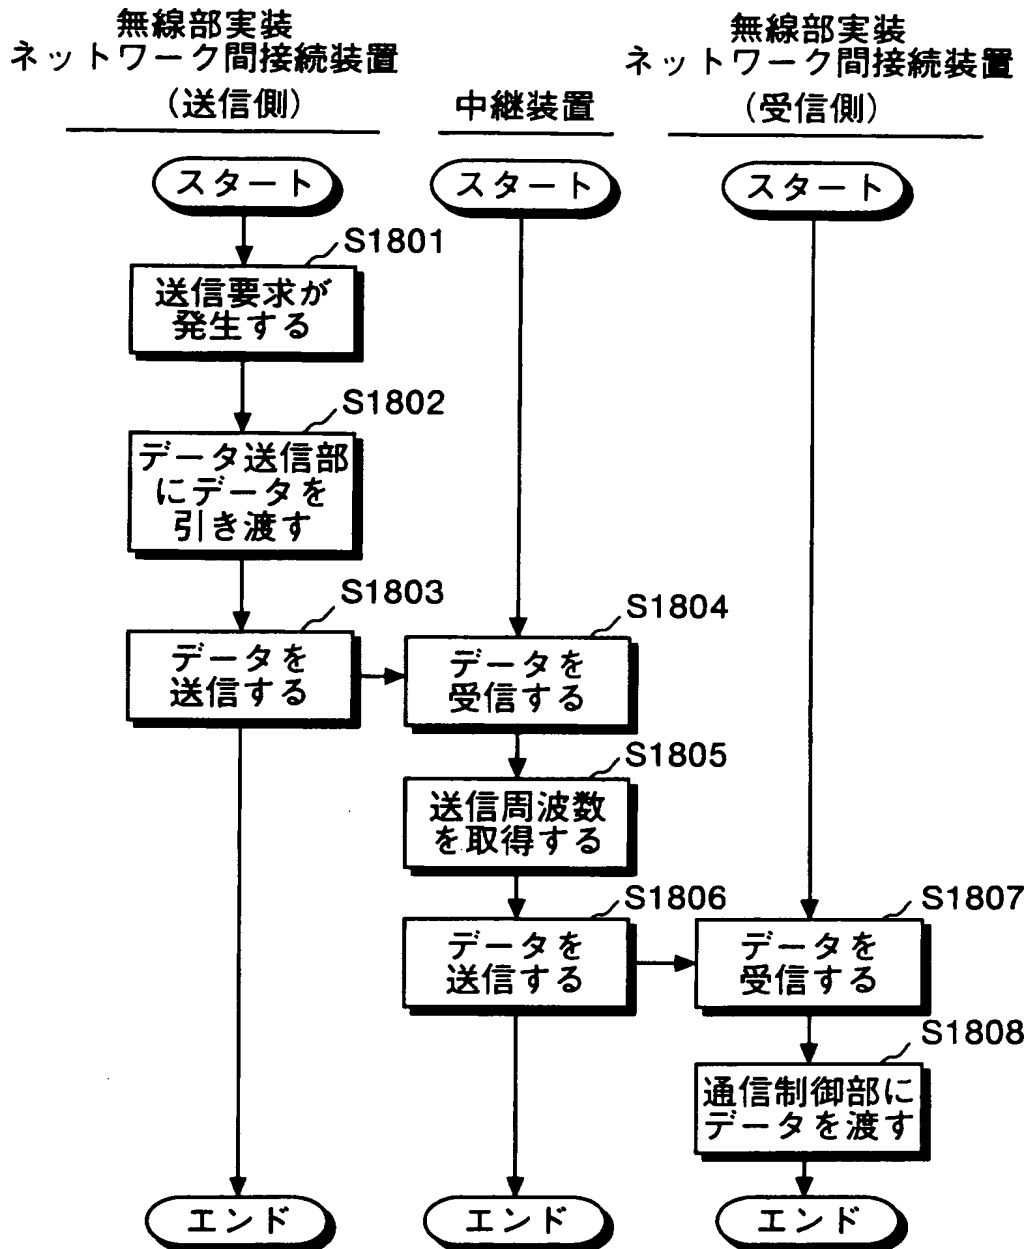 無線部実装
ネットワーク間接続装置
(送信側)
中継装置
無線部実装
ネットワーク間接続装置
(受信側)
スタート
スタート
スタート
S1801
送信要求が
発生する
S1802
データ送信部
にデータを
引き渡す
S1803
データを
送信する
S1804
データを
受信する
S1805
送信周波数
を取得する
S1806
データを
送信する
S1807
データを
受信する
S1808
通信制御部に
データを渡す
エンド
エンド
エンド